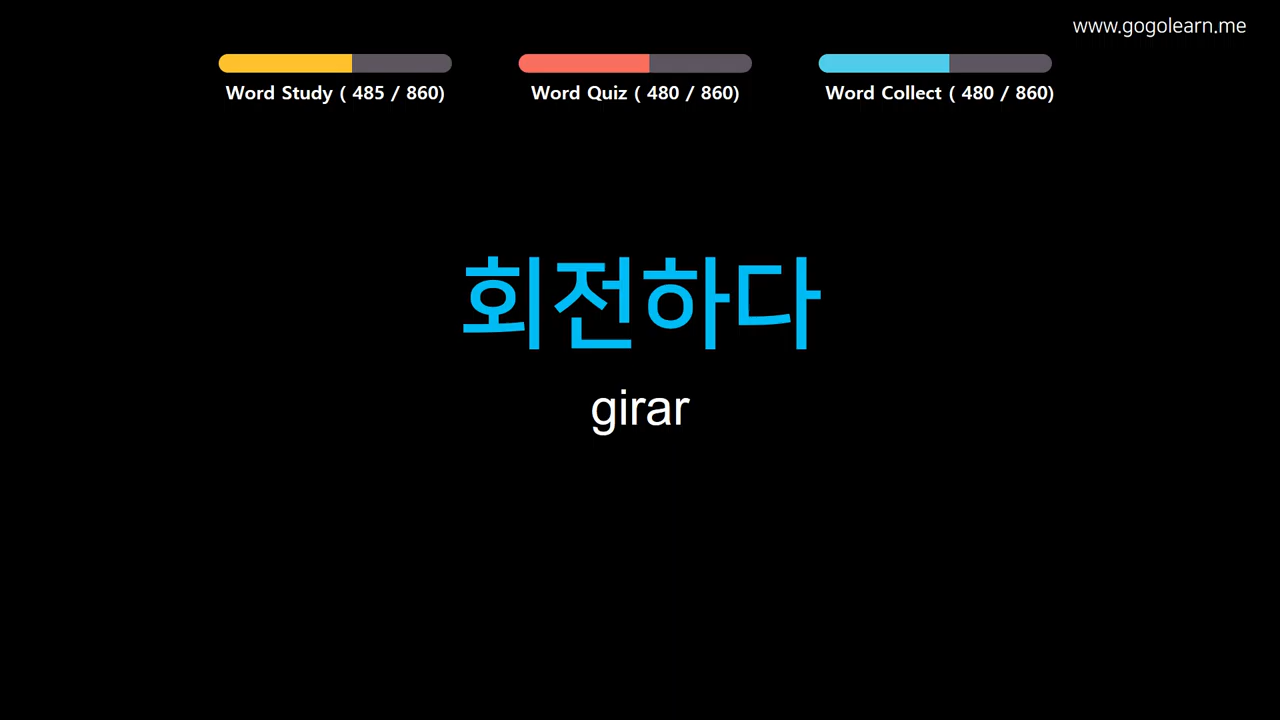 www.gogolearn.me
Word Study ( 485 / 860)
Word Quiz ( 480 / 860)
Word Collect ( 480 / 860)
회전하다
girar